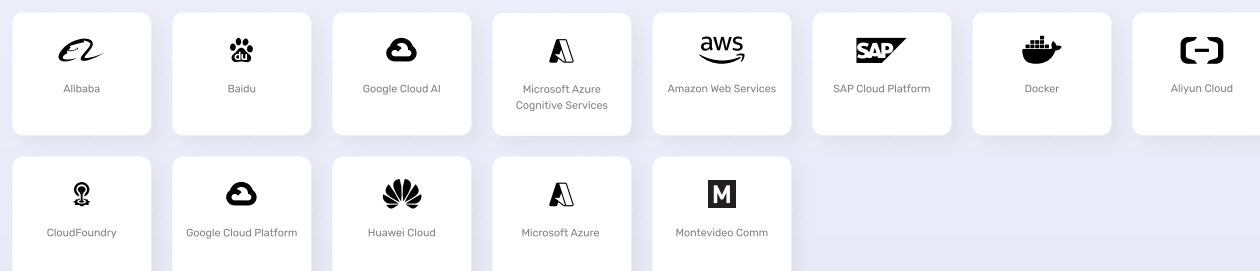 du
aws
SAP
Alibaba
Baidu
Google Cloud AI
Microsoft Azure
Cognitive Services
Amazon Web Services
SAP Cloud Platform
Docker
Aliyun Cloud
M
CloudFoundry
Google Cloud Platform
Huawei Cloud
Microsoft Azure
Montevideo Comm